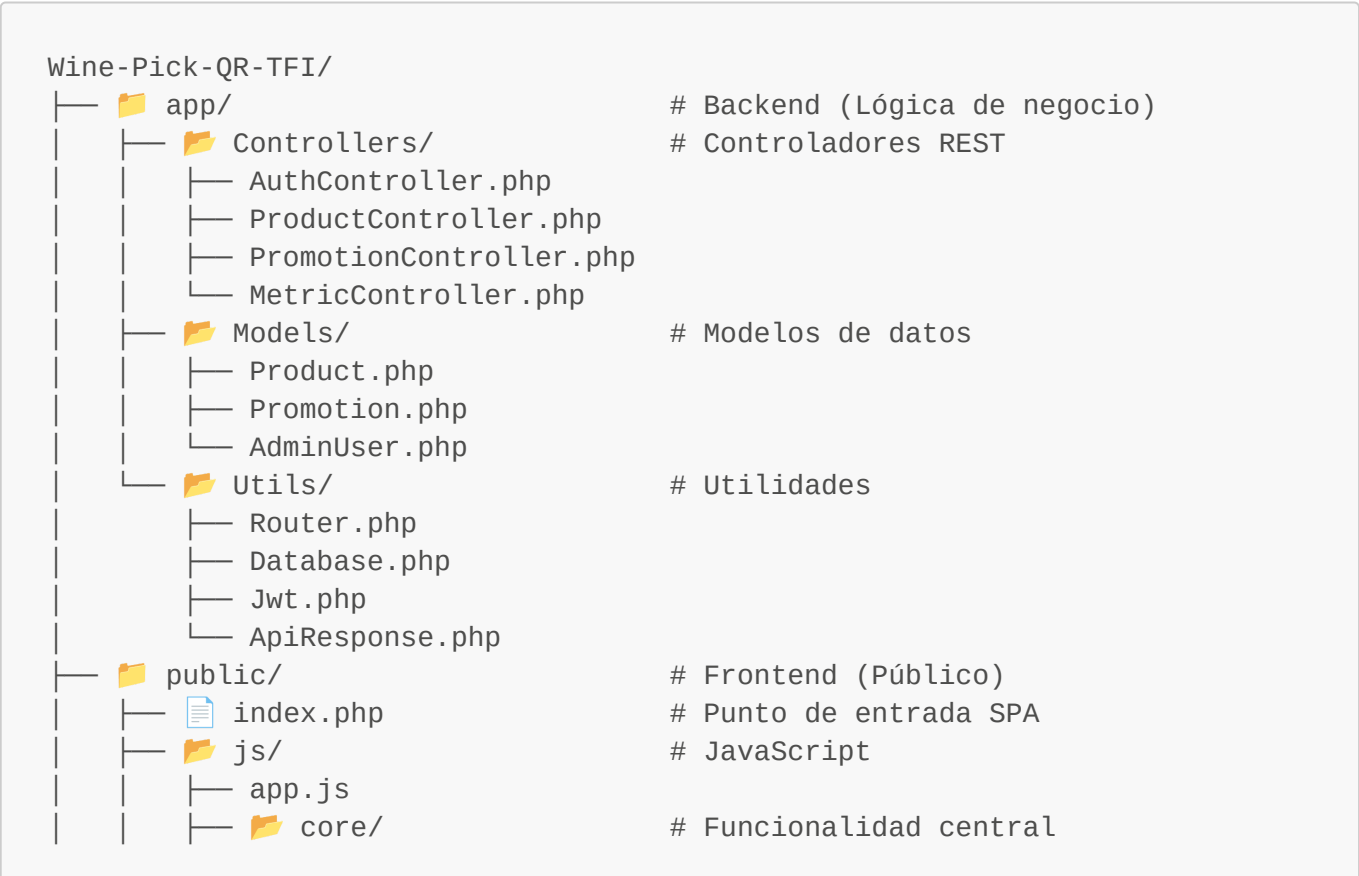 Wine-Pick-QR-TFI/
├── 📁 app/ # Backend (Lógica de negocio)
│   ├── 📂 Controllers/ # Controladores REST
│   │   ├── AuthController.php
│   │   ├── ProductController.php
│   │   ├── PromotionController.php
│   │   └── MetricController.php
│   ├── 📂 Models/ # Modelos de datos
│   │   ├── Product.php
│   │   ├── Promotion.php
│   │   └── AdminUser.php
│   └── 📂 Utils/ # Utilidades
│       ├── Router.php
│       ├── Database.php
│       ├── Jwt.php
│       └── ApiResponse.php
├── 📁 public/ # Frontend (Público)
│   ├── 📄 index.php # Punto de entrada SPA
│   ├── 📂 js/ # JavaScript
│   │   ├── app.js
│   │   ├── 📂 core/ # Funcionalidad central